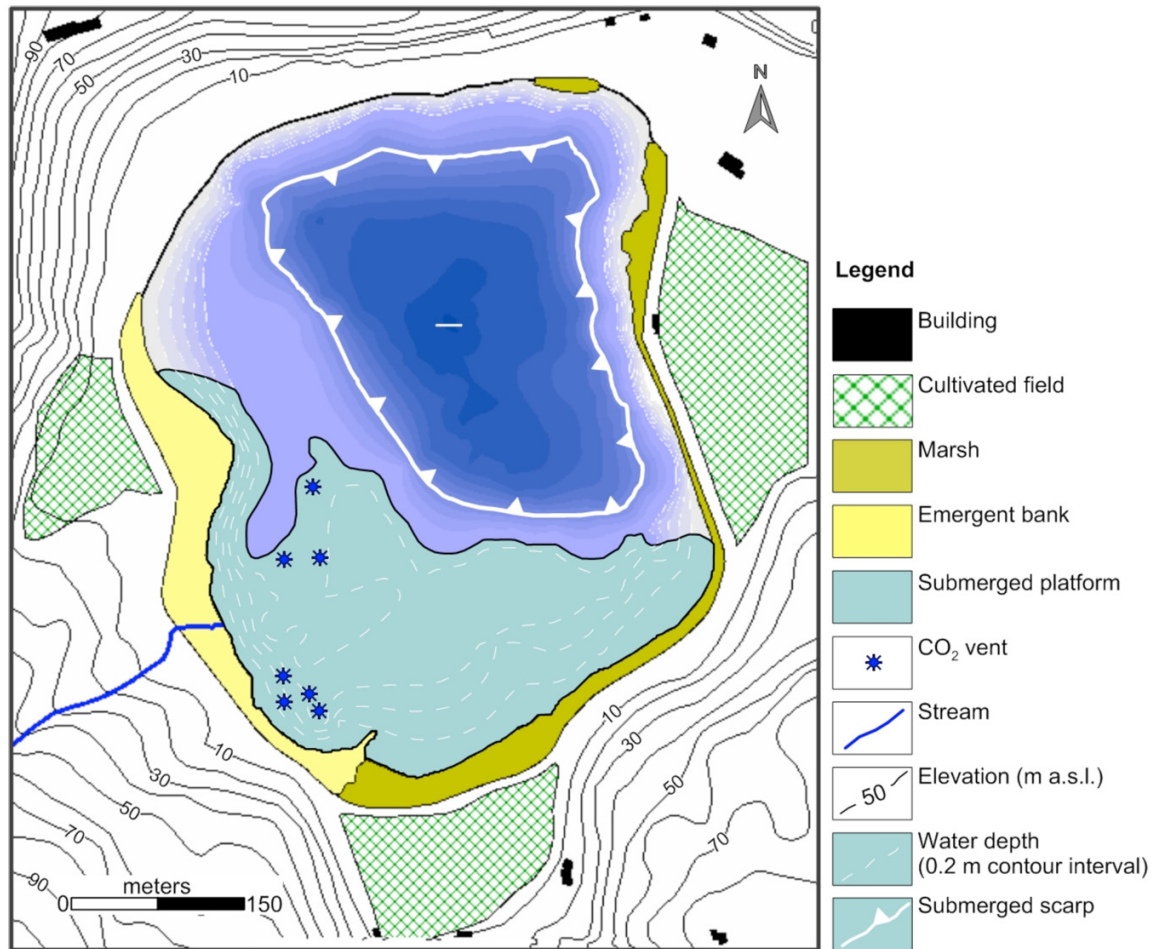 90
70
50
30
10
N
10
30
50
70
90
10
30
50
70
meters
0 150
Legend
Building
Cultivated field
Marsh
Emergent bank
Submerged platform
CO₂ vent
Stream
50
Elevation (m a.s.l.)
Water depth
(0.2 m contour interval)
Submerged scarp